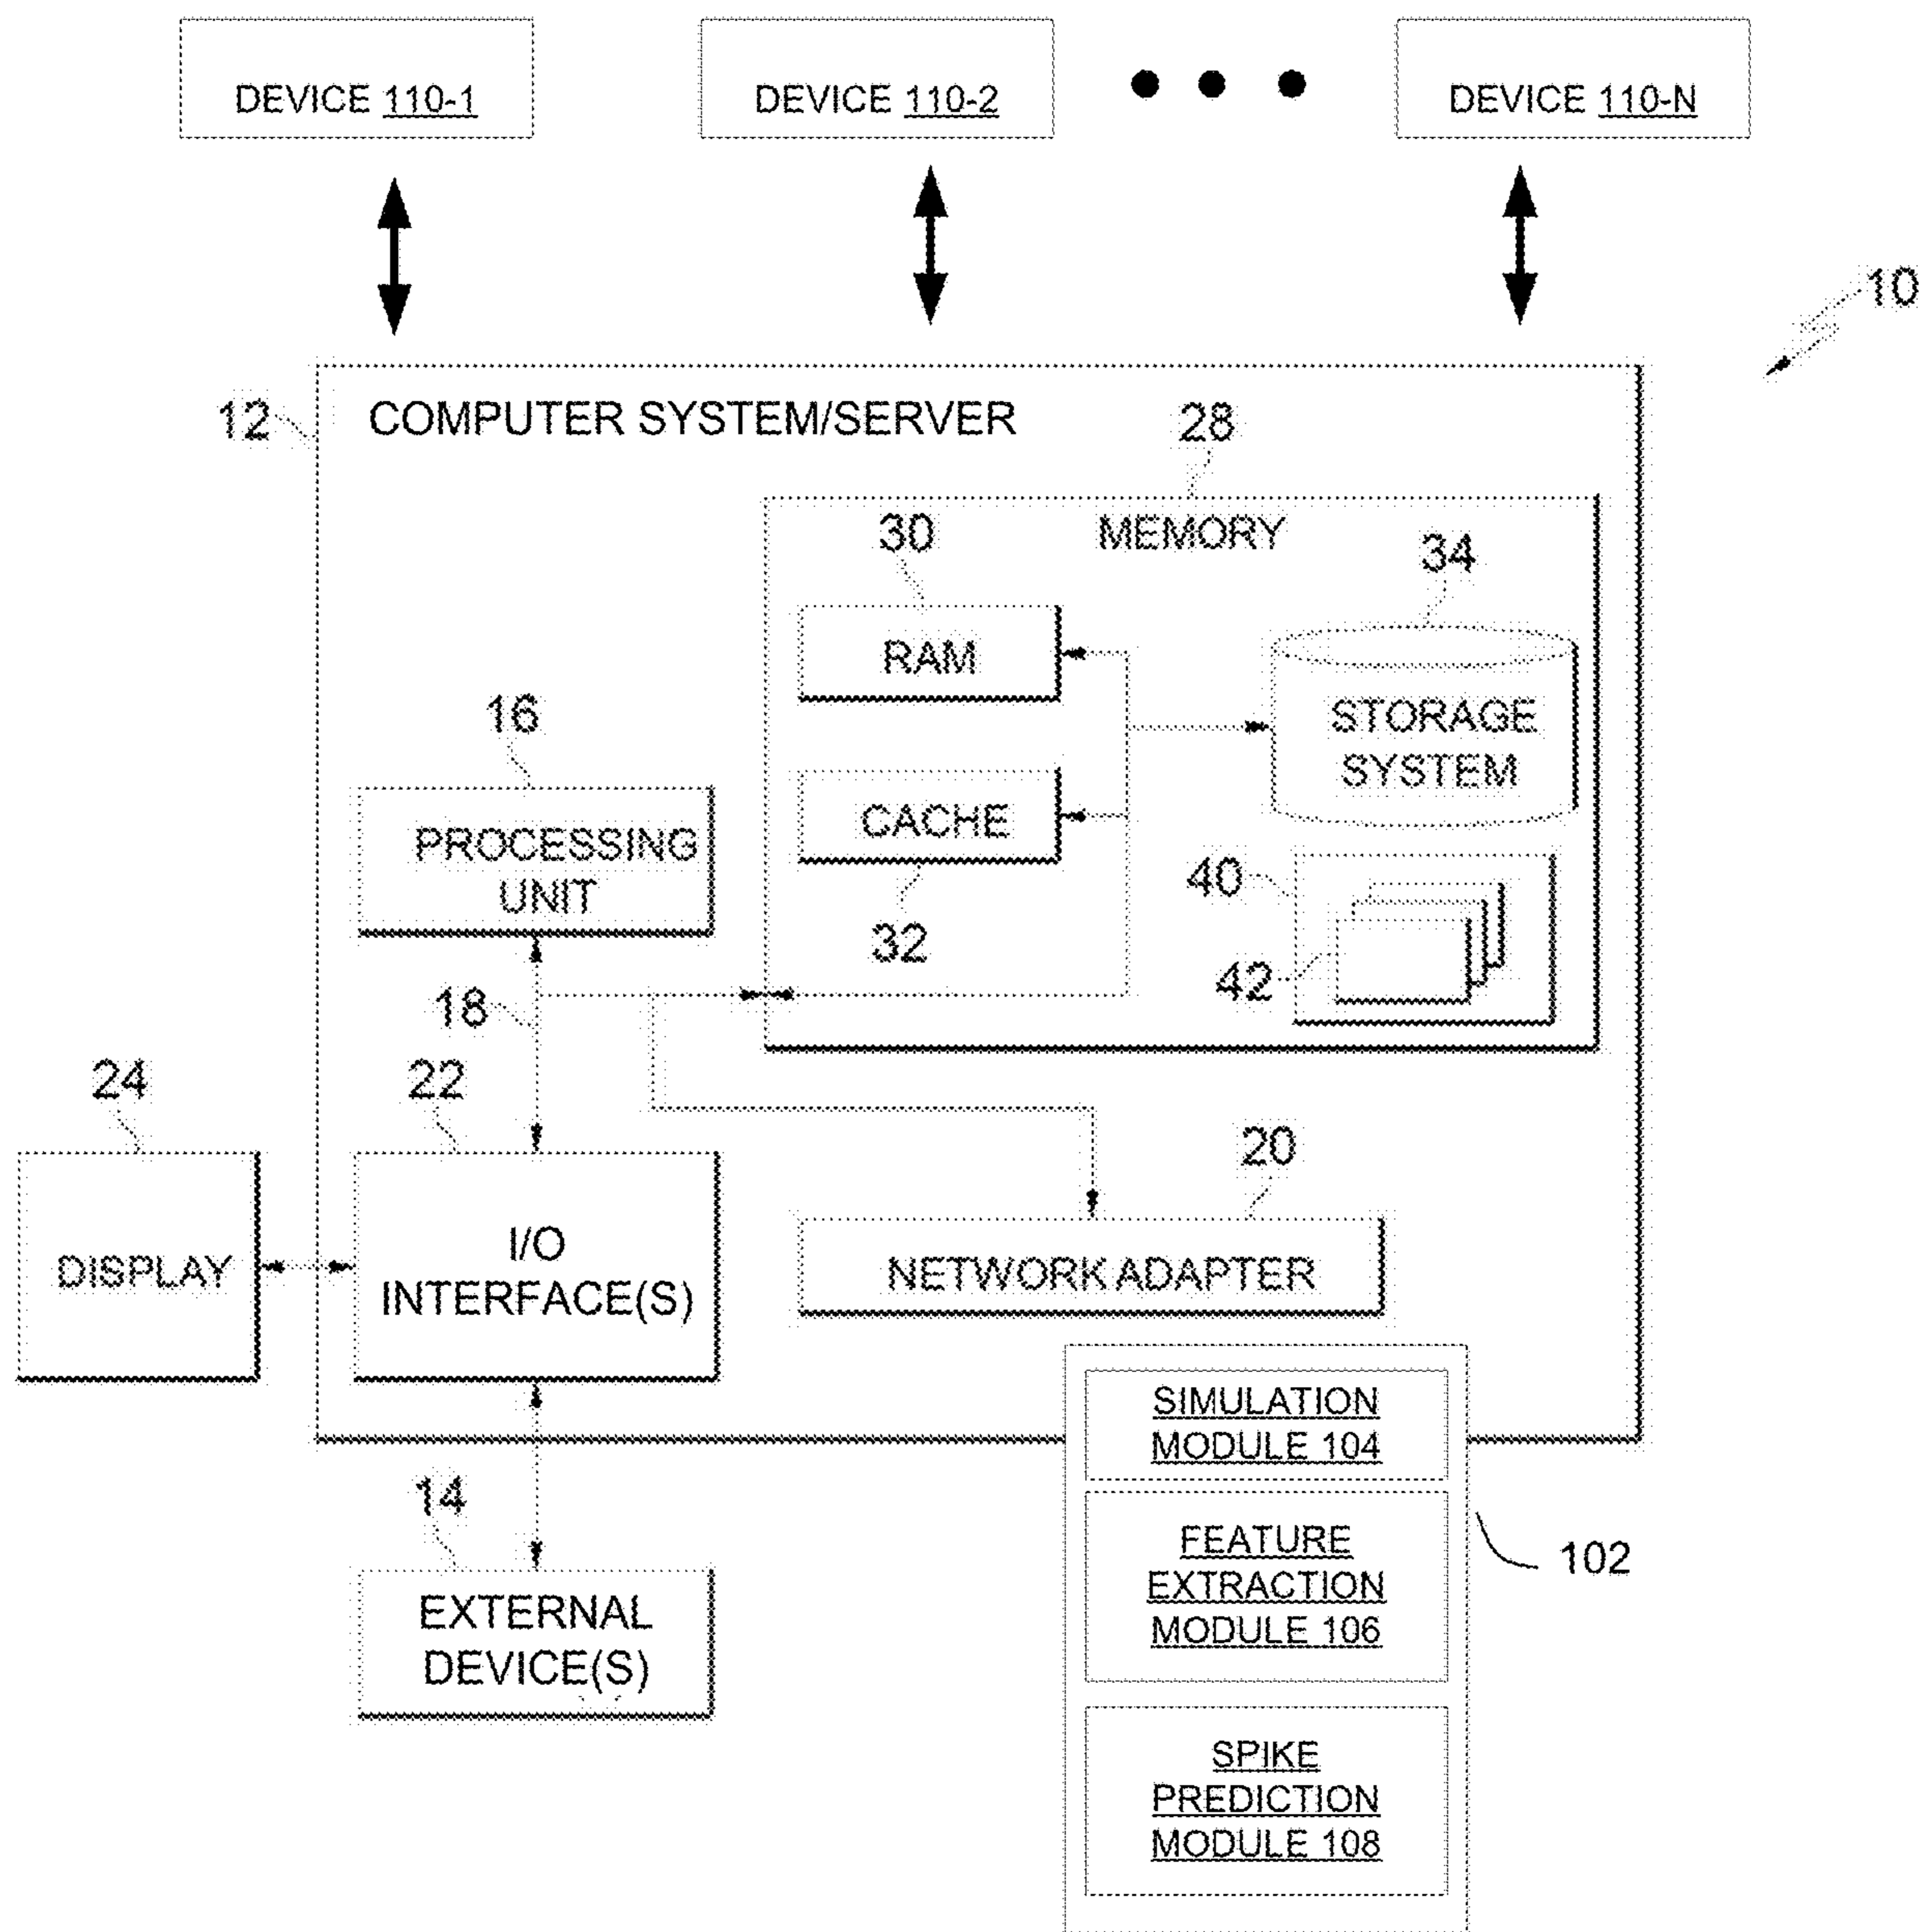 DEVICE 110-1
DEVICE 110-2
DEVICE 110-N
10
12
COMPUTER SYSTEM/SERVER
28
MEMORY
30
34
RAM
STORAGE
SYSTEM
16
CACHE
PROCESSING
UNIT
40
32
42
18
24
22
20
DISPLAY
I/O
INTERFACE(S)
NETWORK ADAPTER
SIMULATION
MODULE 104
14
FEATURE
EXTRACTION
MODULE 106
102
EXTERNAL
DEVICE(S)
SPIKE
PREDICTION
MODULE 108